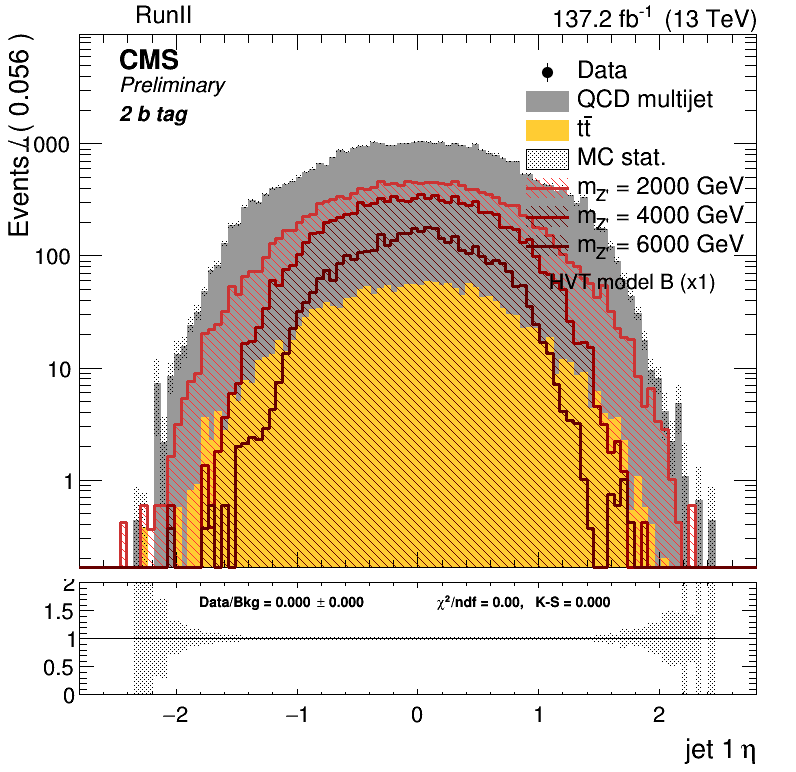 RunII 137.2 fb⁻¹ (13 TeV)
CMS
Preliminary
2 b tag
Data
QCD multijet
tt̄
MC stat.
m_Z' = 2000 GeV
m_Z' = 4000 GeV
m_Z' = 6000 GeV
HVT model B (x1)
Events / ( 0.056 )
1000
100
10
1
Data/Bkg = 0.000 ± 0.000 χ²/ndf = 0.00, K-S = 0.000
2
1.5
1
0.5
0
−2 −1 0 1 2
jet 1 η